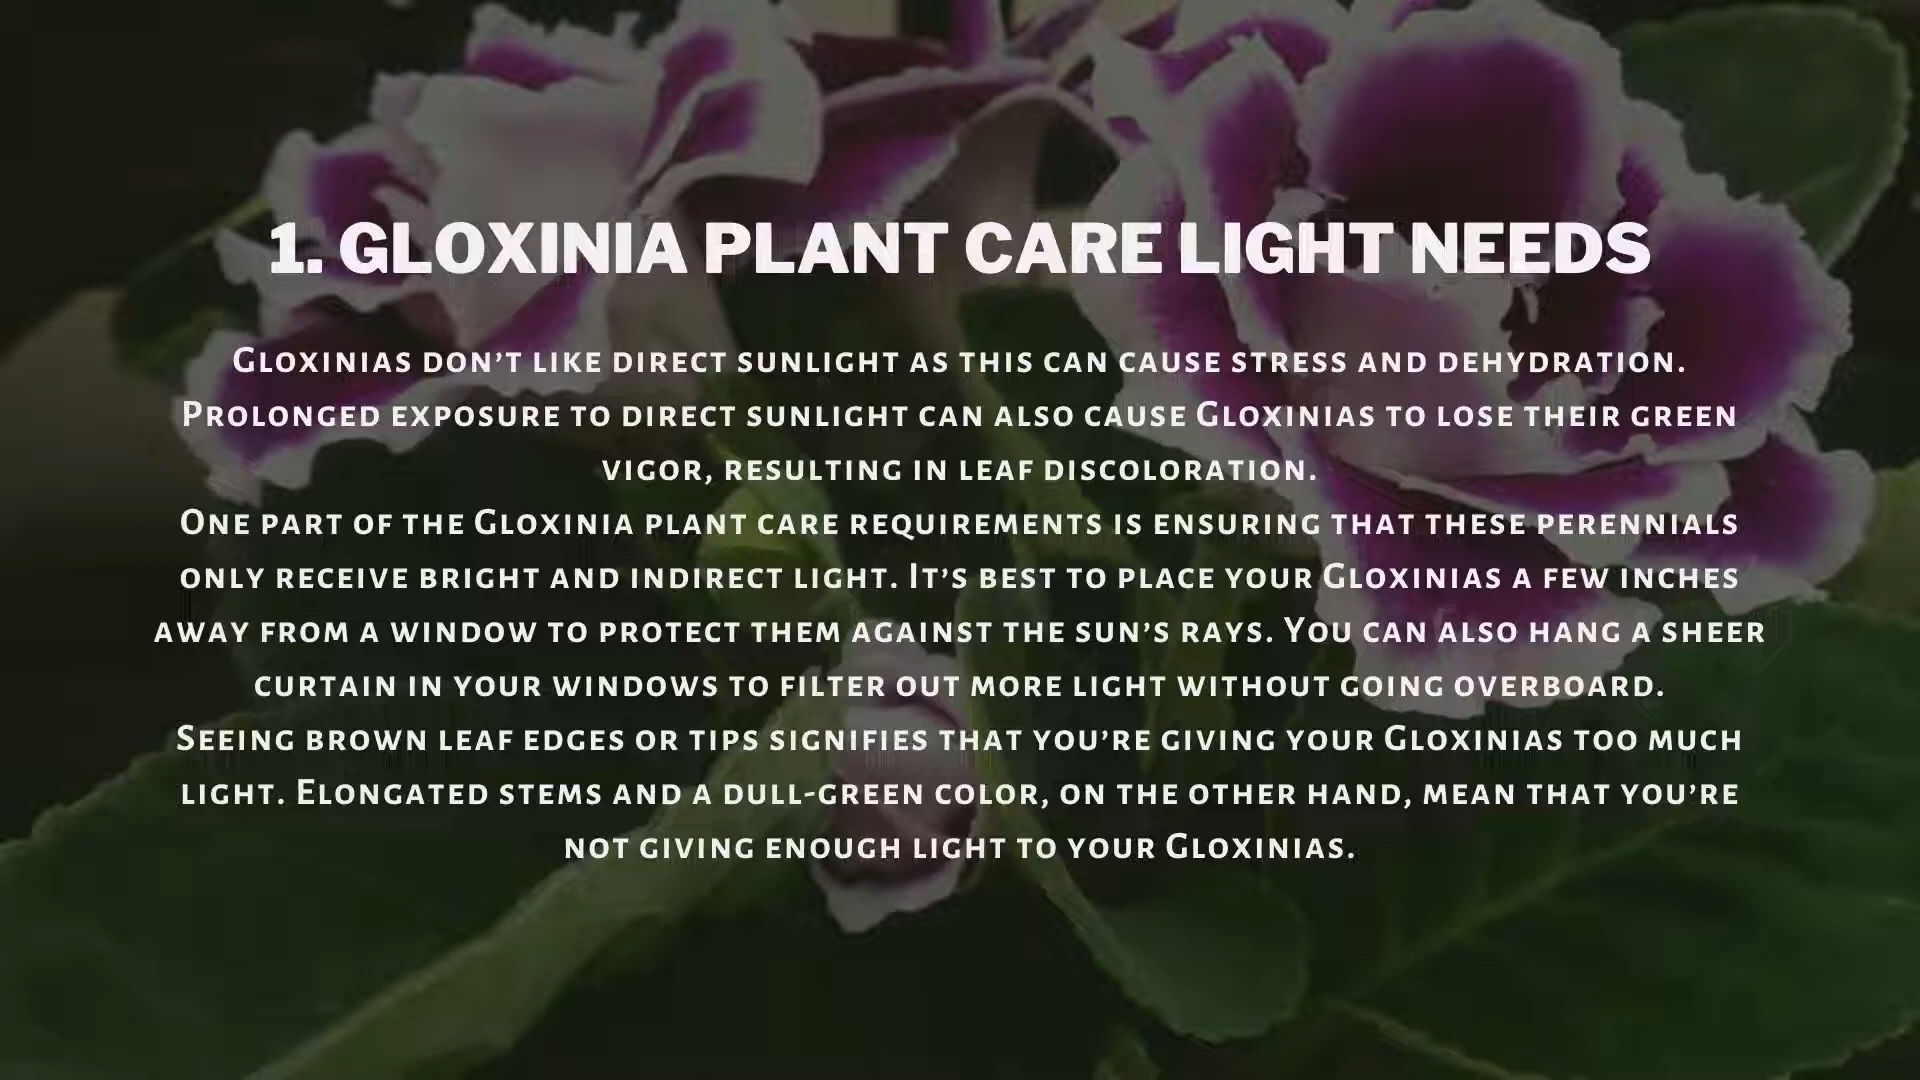 1. GLOXINIA PLANT CARE LIGHT NEEDS
Gloxinias don’t like direct sunlight as this can cause stress and dehydration.
Prolonged exposure to direct sunlight can also cause Gloxinias to lose their green
vigor, resulting in leaf discoloration.
One part of the Gloxinia plant care requirements is ensuring that these perennials
only receive bright and indirect light. It’s best to place your Gloxinias a few inches
away from a window to protect them against the sun’s rays. You can also hang a sheer
curtain in your windows to filter out more light without going overboard.
Seeing brown leaf edges or tips signifies that you’re giving your Gloxinias too much
light. Elongated stems and a dull-green color, on the other hand, mean that you’re
not giving enough light to your Gloxinias.